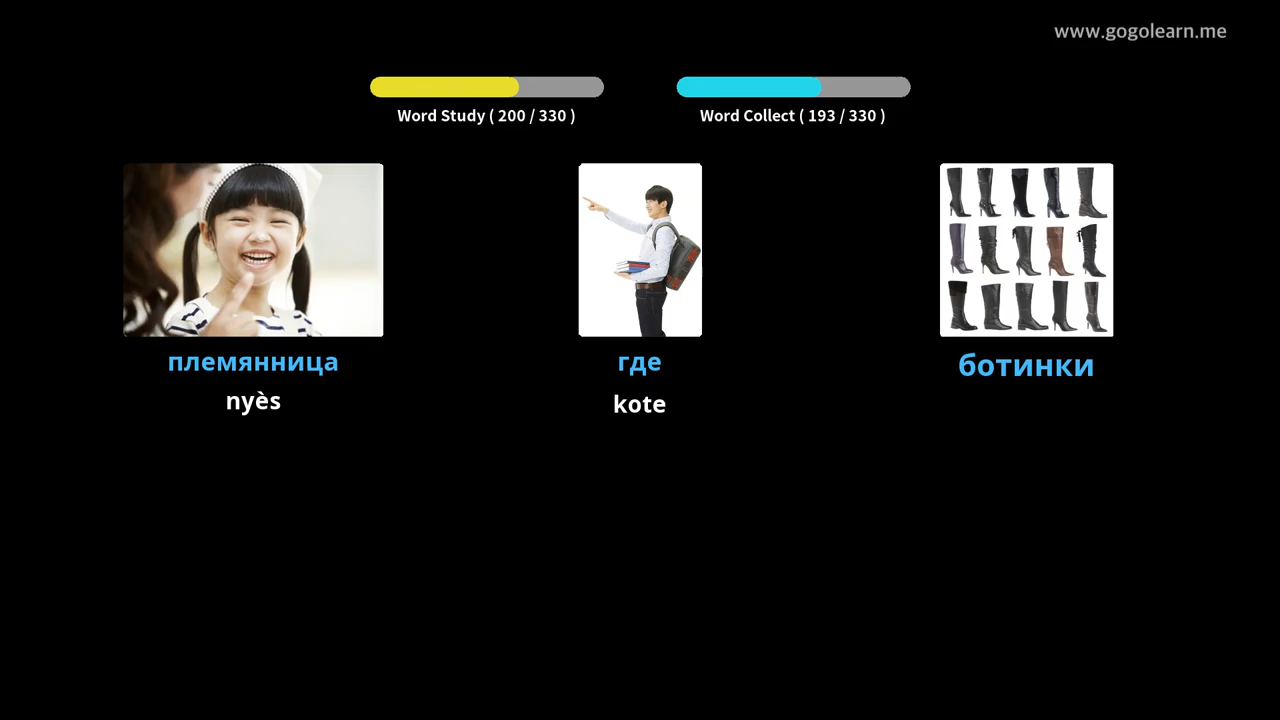 www.gogolearn.me
Word Study ( 200 / 330 )
Word Collect ( 193 / 330 )
племянница
nyès
где
kote
ботинки